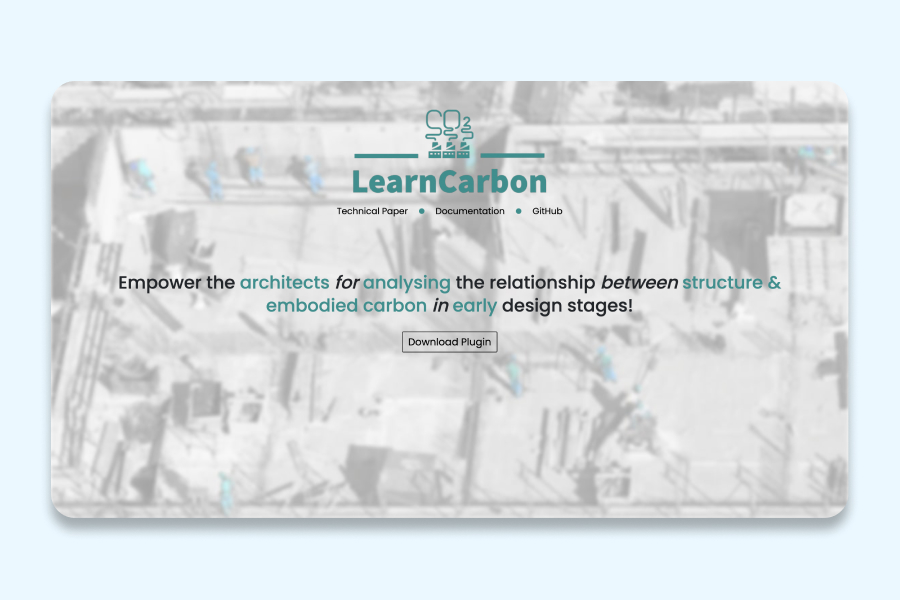 CO2
LearnCarbon
Technical Paper • Documentation • GitHub
Empower the architects for analysing the relationship between structure &
embodied carbon in early design stages!
Download Plugin